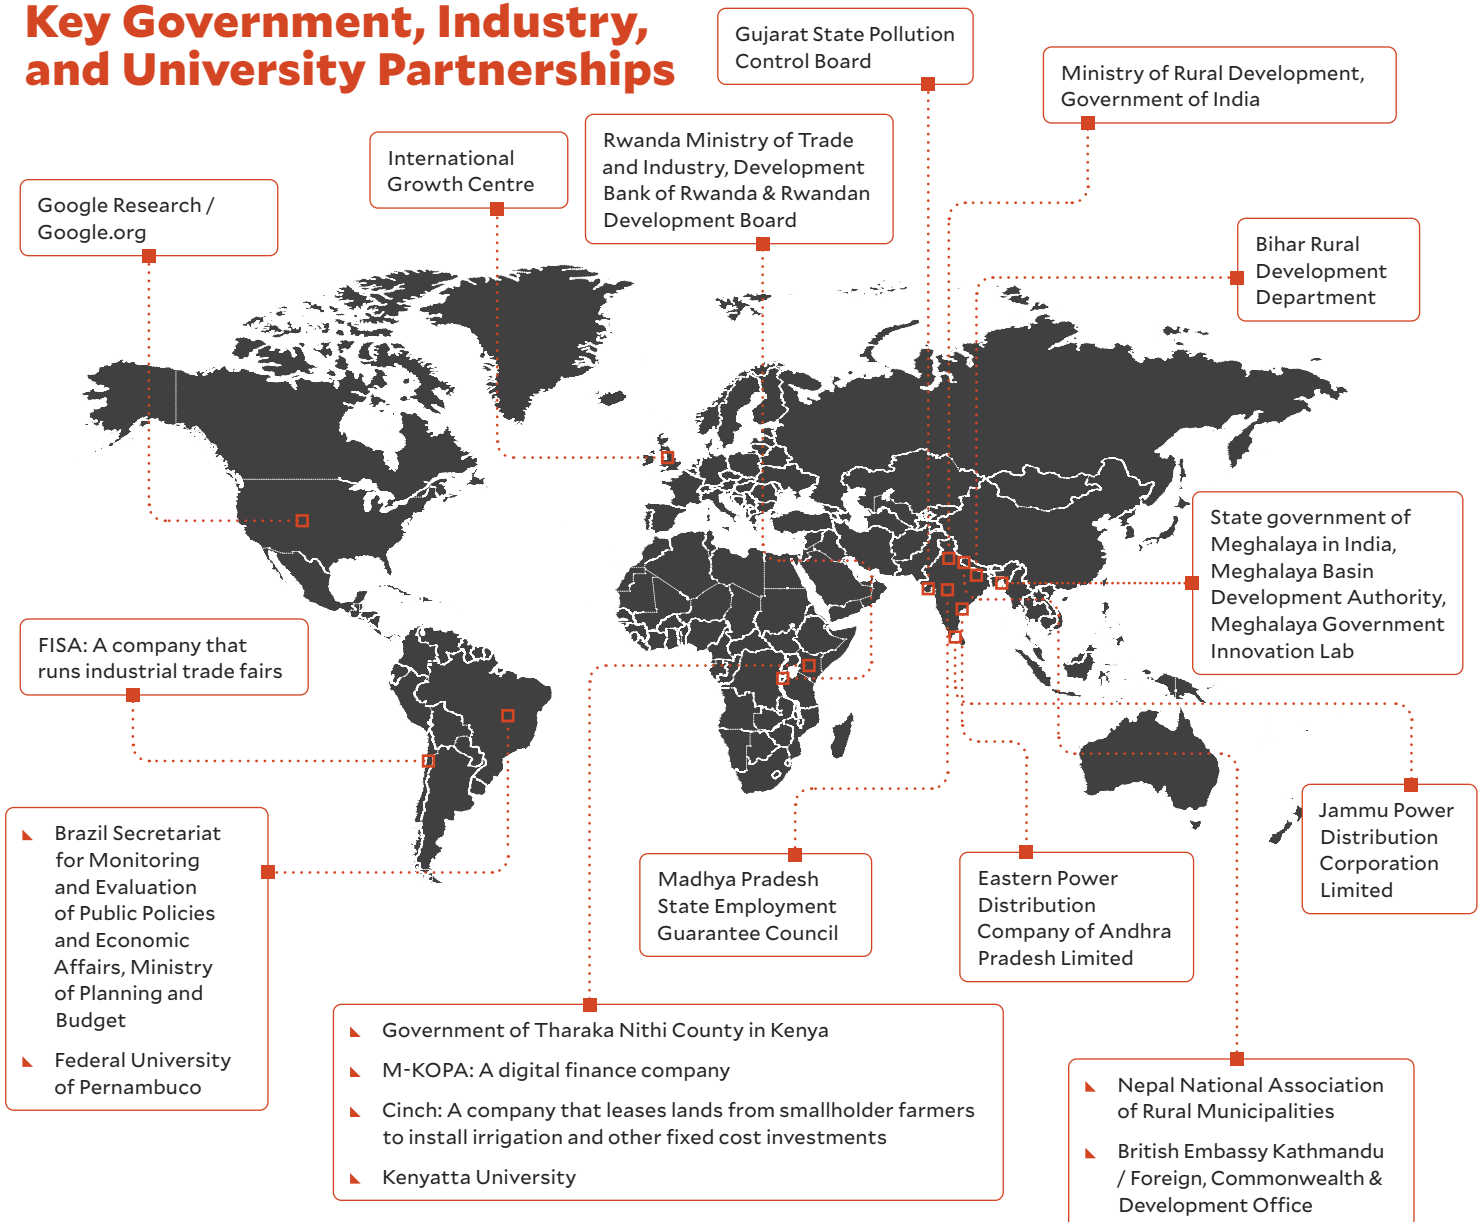 Key Government, Industry,
and University Partnerships
Gujarat State Pollution
Control Board
Ministry of Rural Development,
Government of India
International
Growth Centre
Rwanda Ministry of Trade
and Industry, Development
Bank of Rwanda & Rwandan
Development Board
Google Research /
Google.org
Bihar Rural
Development
Department
State government of
Meghalaya in India,
Meghalaya Basin
Development Authority,
Meghalaya Government
Innovation Lab
FISA: A company that
runs industrial trade fairs
Jammu Power
Distribution
Corporation
Limited
Brazil Secretariat
for Monitoring
and Evaluation
of Public Policies
and Economic
Affairs, Ministry
of Planning and
Budget
Federal University
of Pernambuco
Madhya Pradesh
State Employment
Guarantee Council
Eastern Power
Distribution
Company of Andhra
Pradesh Limited
Government of Tharaka Nithi County in Kenya
M-KOPA: A digital finance company
Cinch: A company that leases lands from smallholder farmers
to install irrigation and other fixed cost investments
Kenyatta University
Nepal National Association
of Rural Municipalities
British Embassy Kathmandu
/ Foreign, Commonwealth &
Development Office